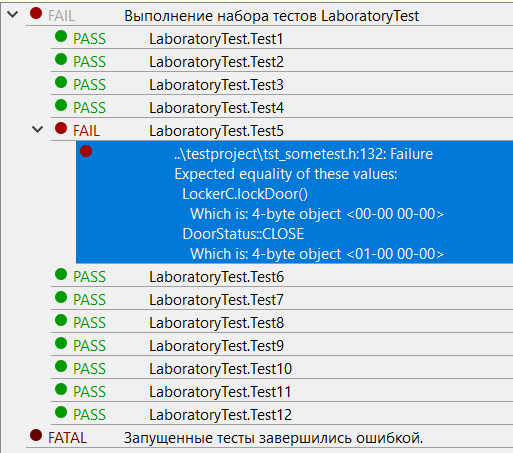 FAIL Выполнение набора тестов LaboratoryTest
PASS LaboratoryTest.Test1
PASS LaboratoryTest.Test2
PASS LaboratoryTest.Test3
PASS LaboratoryTest.Test4
FAIL LaboratoryTest.Test5
..\testproject\tst_sometest.h:132: Failure
Expected equality of these values:
LockerC.lockDoor()
Which is: 4-byte object <00-00 00-00>
DoorStatus::CLOSE
Which is: 4-byte object <01-00 00-00>
PASS LaboratoryTest.Test6
PASS LaboratoryTest.Test7
PASS LaboratoryTest.Test8
PASS LaboratoryTest.Test9
PASS LaboratoryTest.Test10
PASS LaboratoryTest.Test11
PASS LaboratoryTest.Test12
FATAL Запущенные тесты завершились ошибкой.